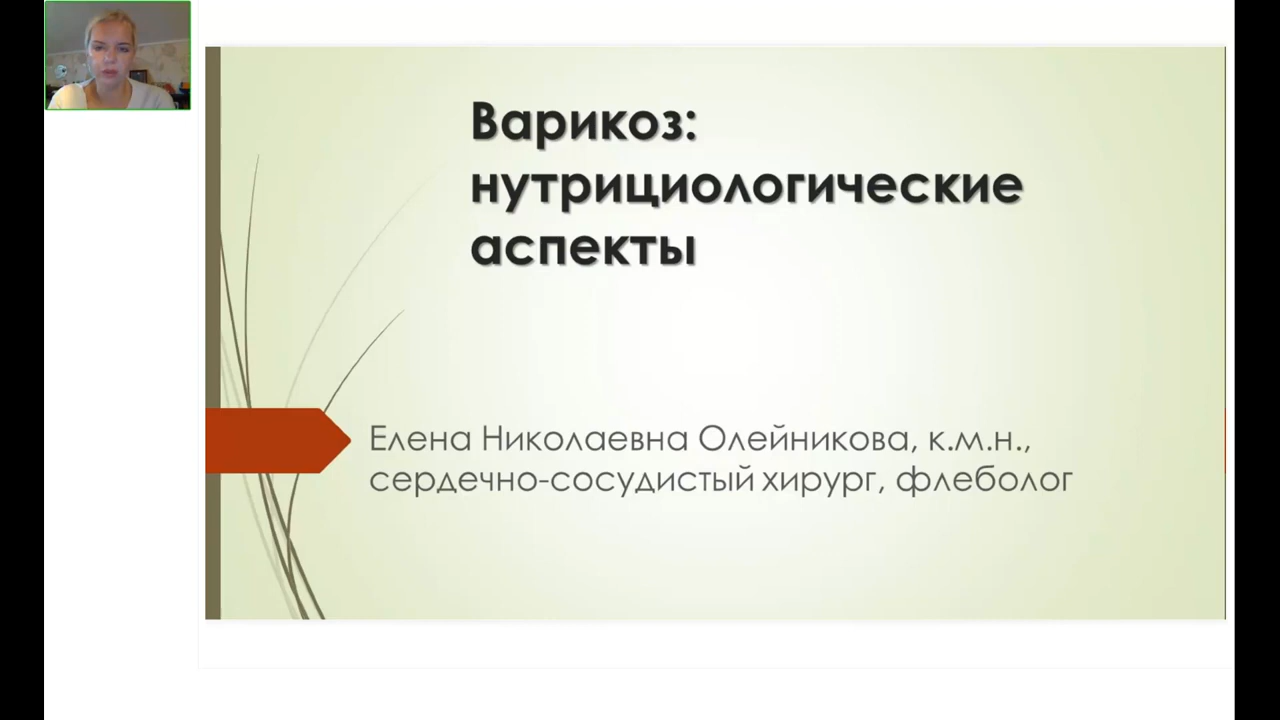 Варикоз:
нутрициологические
аспекты
Елена Николаевна Олейникова, к.м.н.,
сердечно-сосудистый хирург, флеболог